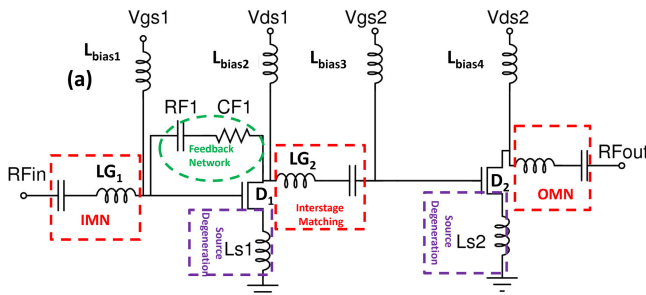 Vgs1 Vds1 Vgs2 Vds2
Lbias1 Lbias2 Lbias3 Lbias4
(a)
RF1 CF1
Feedback
Network
RFin LG1 LG2 RFout
D1 D2
IMN Interstage
Matching OMN
Source
Degeneration
Ls1
Source
Degeneration
Ls2